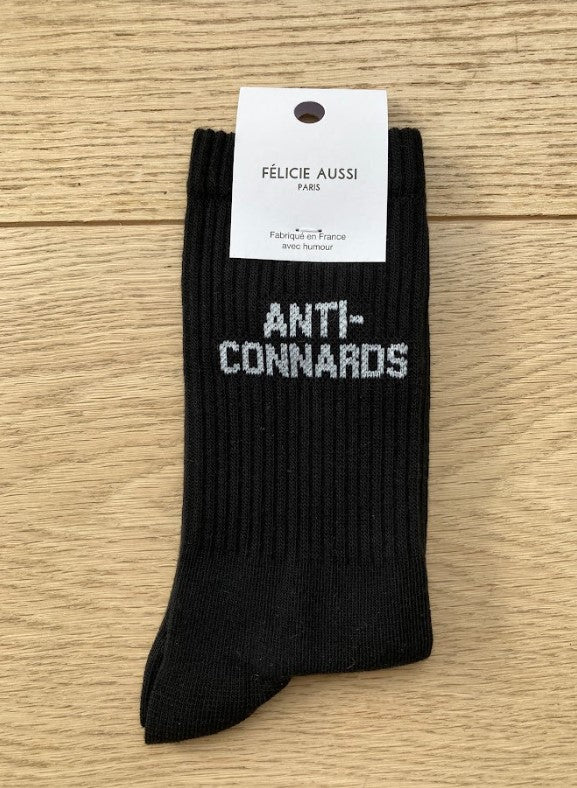 FÉLICIE AUSSI
PARIS
Fabriqué en France
avec humour
ANTI-
CONNARDS